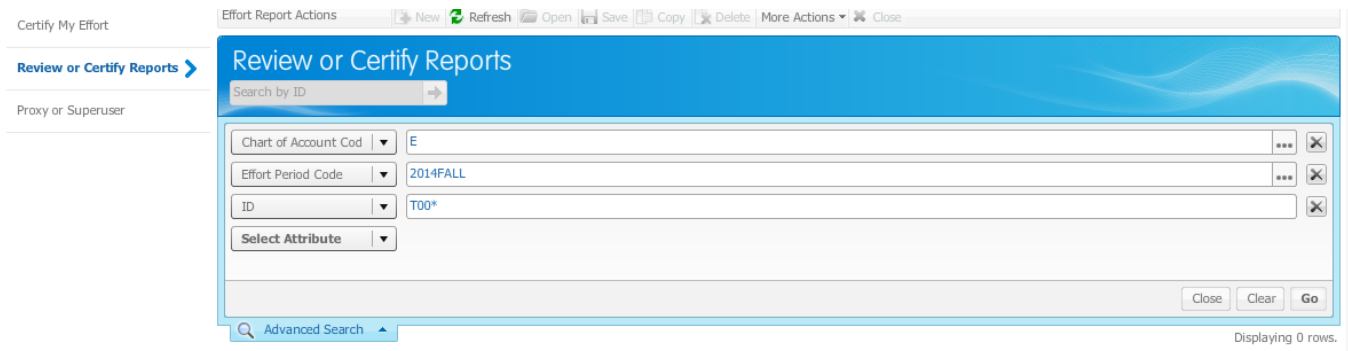 Certify My Effort
Review or Certify Reports
Proxy or Superuser
Effort Report Actions New Refresh Open Save Copy Delete More Actions Close
Review or Certify Reports
Search by ID
Chart of Account Cod E ...
Effort Period Code 2014FALL ...
ID T00*
Select Attribute
Close Clear Go
Advanced Search
Displaying 0 rows.